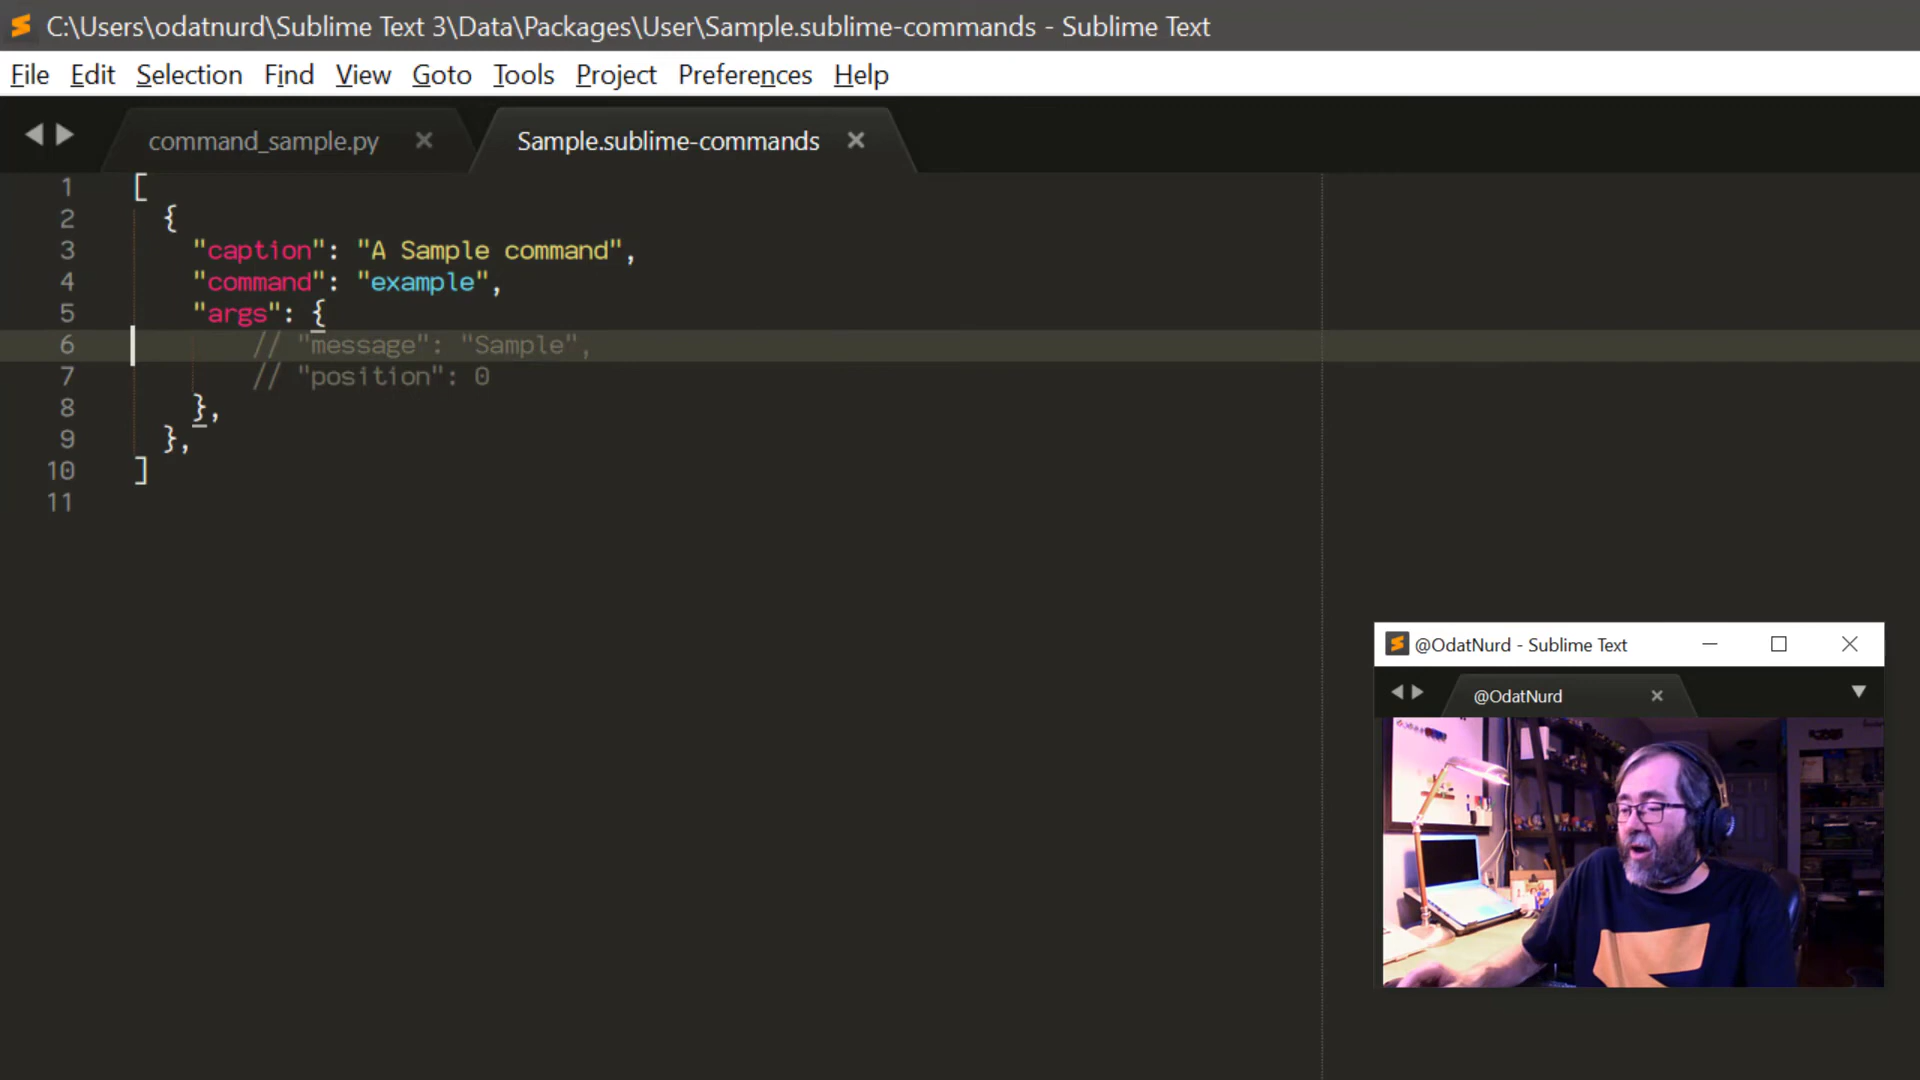 C:\Users\odatnurd\Sublime Text 3\Data\Packages\User\Sample.sublime-commands - Sublime Text
File Edit Selection Find View Goto Tools Project Preferences Help
command_sample.py Sample.sublime-commands
1 [
2 {
3 "caption": "A Sample command",
4 "command": "example",
5 "args": {
6 // "message": "Sample",
7 // "position": 0
8 },
9 },
10 ]
11
@OdatNurd - Sublime Text
@OdatNurd